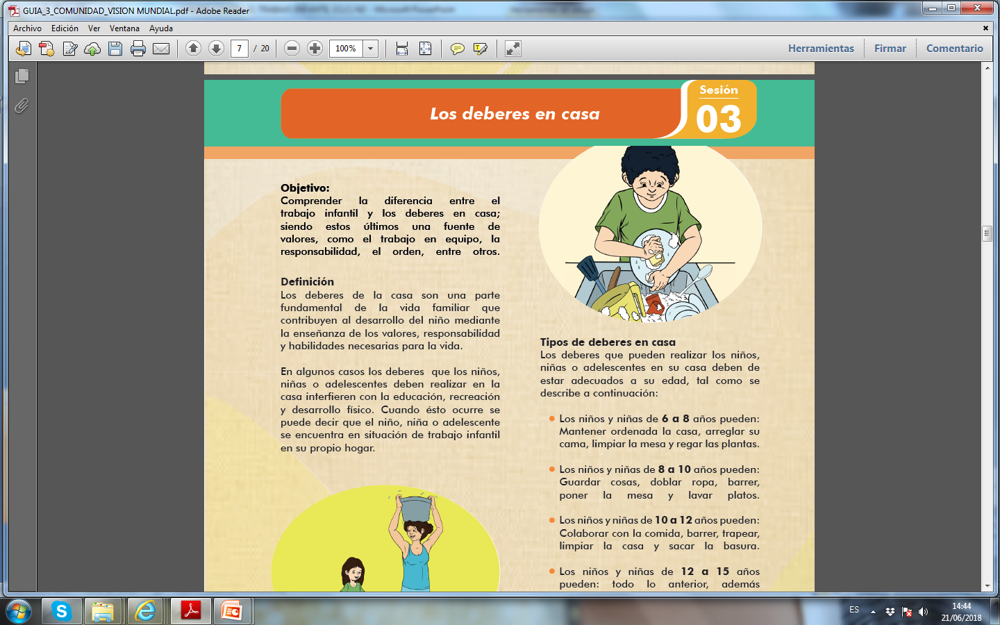 GUIA_3_COMUNIDAD_VISION MUNDIAL.pdf - Adobe Reader
Archivo Edición Ver Ventana Ayuda
7 / 20 100% Herramientas Firmar Comentario
Sesión
03
Los deberes en casa
Objetivo:
Comprender la diferencia entre el
trabajo infantil y los deberes en casa;
siendo estos últimos una fuente de
valores, como el trabajo en equipo, la
responsabilidad, el orden, entre otros.
Definición
Los deberes de la casa son una parte
fundamental de la vida familiar que
contribuyen al desarrollo del niño mediante
la enseñanza de los valores, responsabilidad
y habilidades necesarias para la vida.
En algunos casos los deberes que los niños,
niñas o adelescentes deben realizar en la
casa interfieren con la educación, recreación
y desarrollo físico. Cuando ésto ocurre se
puede decir que el niño, niña o adelescente
se encuentra en situación de trabajo infantil
en su propio hogar.
Tipos de deberes en casa
Los deberes que pueden realizar los niños,
niñas o adelescentes en su casa deben de
estar adecuados a su edad, tal como se
describe a continuación:
Los niños y niñas de 6 a 8 años pueden:
Mantener ordenada la casa, arreglar su
cama, limpiar la mesa y regar las plantas.
Los niños y niñas de 8 a 10 años pueden:
Guardar cosas, doblar ropa, barrer,
poner la mesa y lavar platos.
Los niños y niñas de 10 a 12 años pueden:
Colaborar con la comida, barrer, trapear,
limpiar la casa y sacar la basura.
Los niños y niñas de 12 a 15 años
pueden: todo lo anterior, además
ES
14:44
21/06/2018